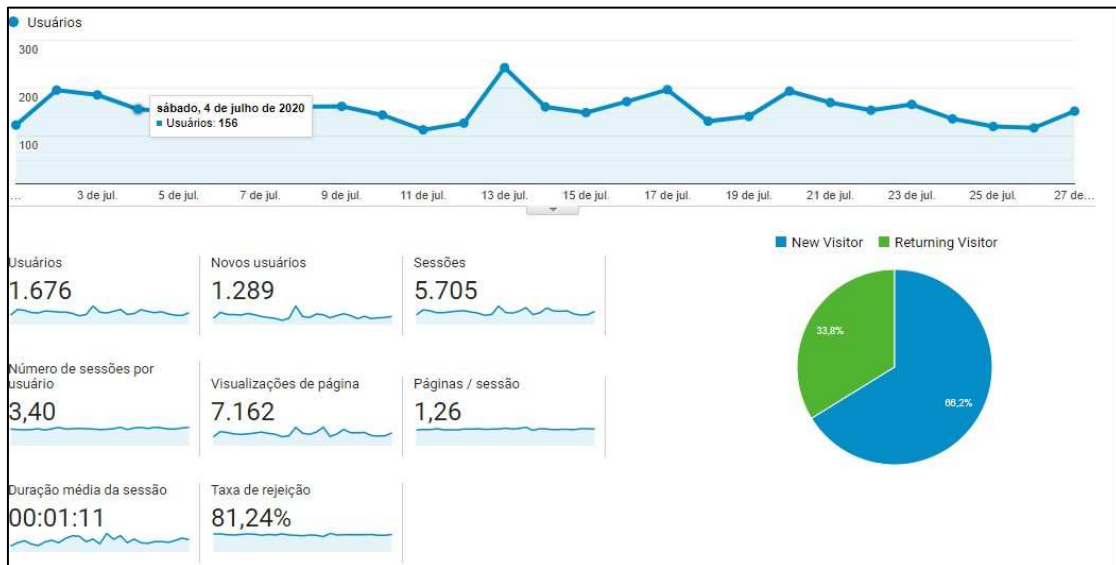 Usuários
300
200
100
sábado, 4 de julho de 2020
Usuários: 156
... 3 de jul. 5 de jul. 7 de jul. 9 de jul. 11 de jul. 13 de jul. 15 de jul. 17 de jul. 19 de jul. 21 de jul. 23 de jul. 25 de jul. 27 de...
New Visitor Returning Visitor
Usuários Novos usuários Sessões
1.676 1.289 5.705
33,8%
66,2%
Número de sessões por
usuário Visualizações de página Páginas / sessão
3,40 7.162 1,26
Duração média da sessão Taxa de rejeição
00:01:11 81,24%